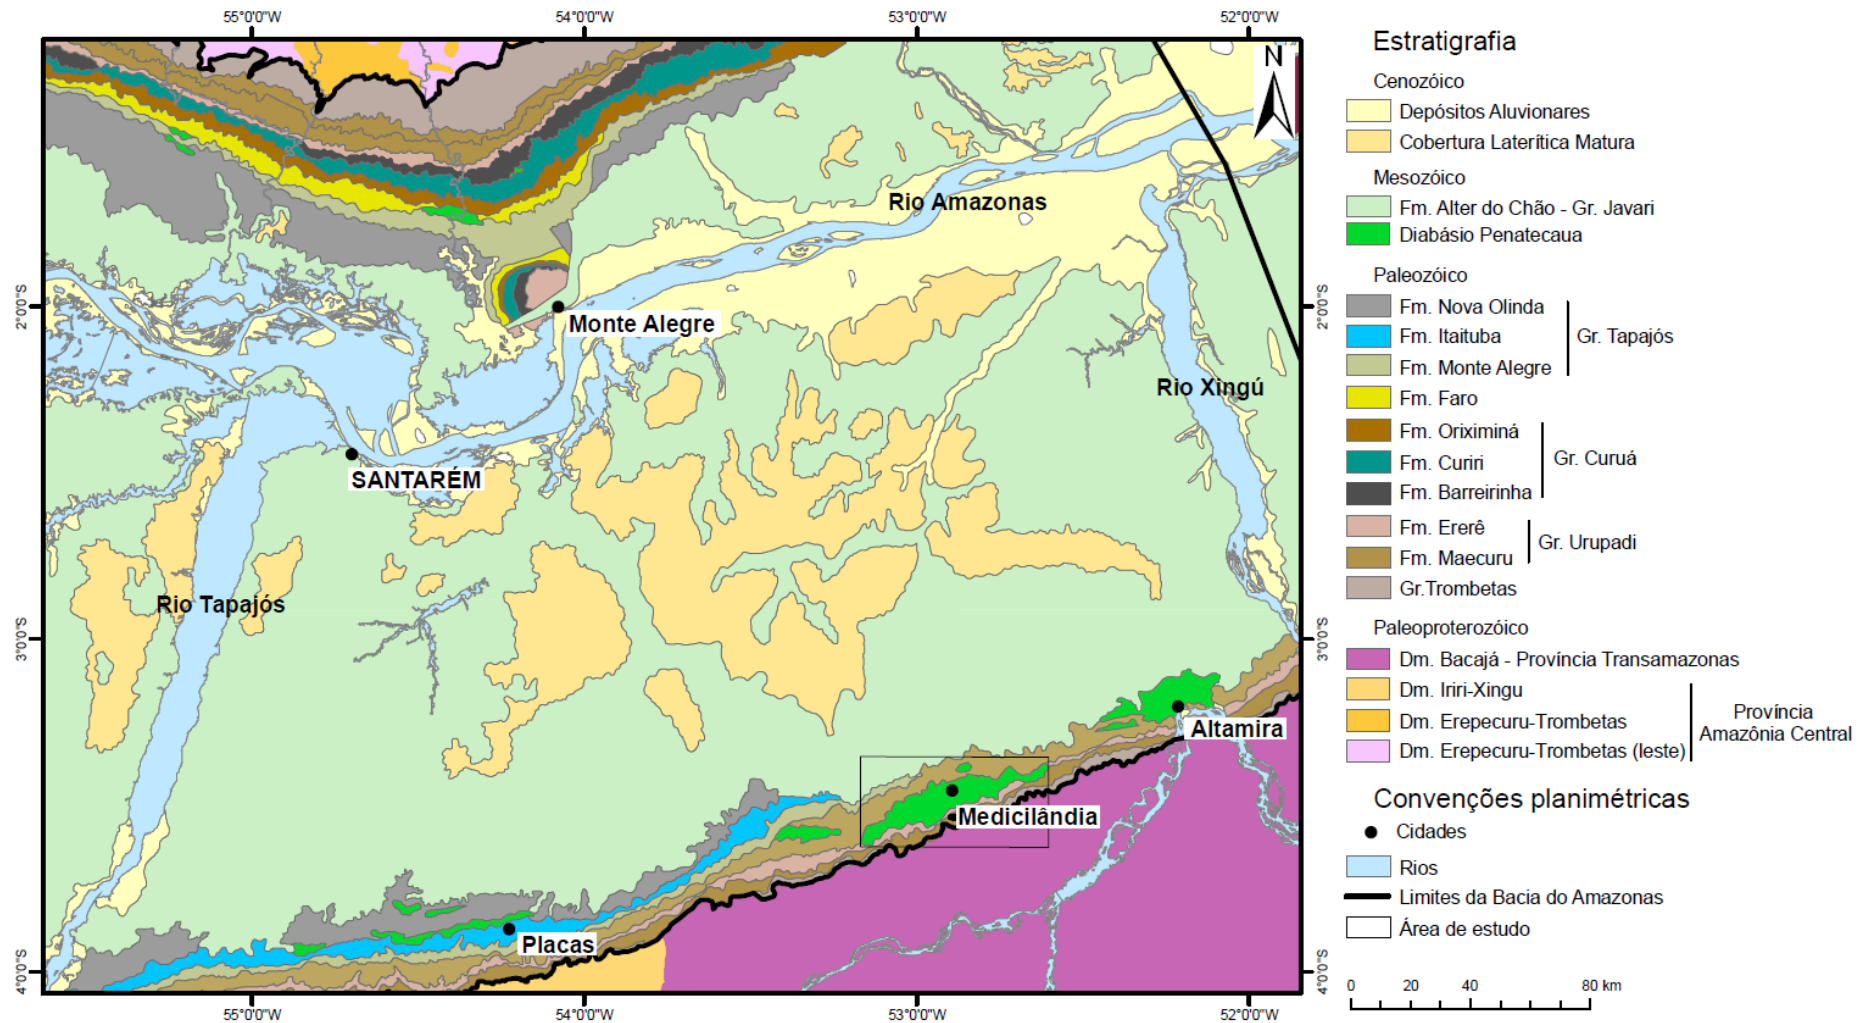 55°0'0"W 54°0'0"W 53°0'0"W 52°0'0"W
N
Rio Amazonas
2°0'0"S 2°0'0"S
Monte Alegre
Rio Xingú
SANTARÉM
Rio Tapajós
3°0'0"S 3°0'0"S
Altamira
Medicilândia
Placas
4°0'0"S 4°0'0"S
55°0'0"W 54°0'0"W 53°0'0"W 52°0'0"W
Estratigrafia
Cenozóico
Depósitos Aluvionares
Cobertura Laterítica Matura
Mesozóico
Fm. Alter do Chão - Gr. Javari
Diabásio Penatecaua
Paleozóico
Fm. Nova Olinda
Fm. Itaituba
Gr. Tapajós
Fm. Monte Alegre
Fm. Faro
Fm. Oriximiná
Fm. Curiri
Gr. Curuá
Fm. Barreirinha
Fm. Ererê
Gr. Urupadi
Fm. Maecuru
Gr.Trombetas
Paleoproterozóico
Dm. Bacajá - Província Transamazonas
Dm. Iriri-Xingu
Dm. Erepecuru-Trombetas
Dm. Erepecuru-Trombetas (leste)
Província
Amazônia Central
Convenções planimétricas
Cidades
Rios
Limites da Bacia do Amazonas
Área de estudo
0 20 40 80 km